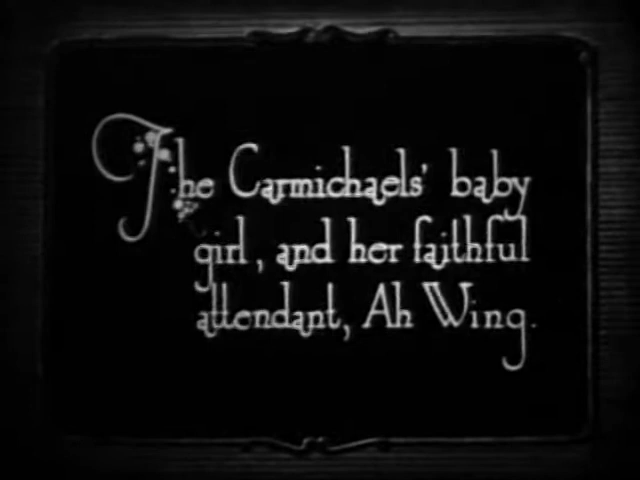 The Carmichaels' baby
girl, and her faithful
attendant, Ah Wing.